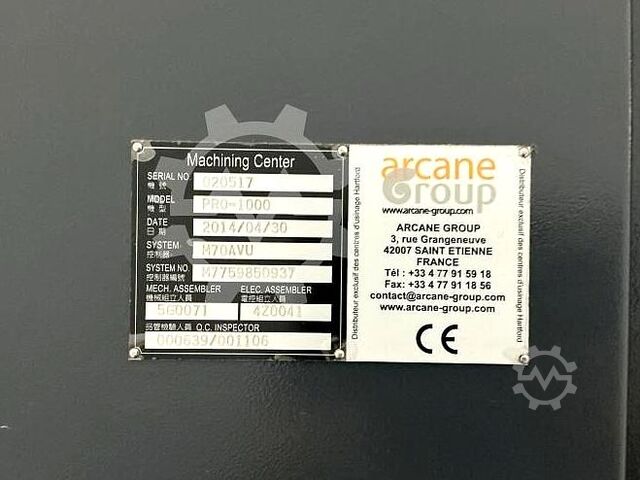 Machining Center
SERIAL NO 020517
機號
MODEL PRO-1000
機型
DATE 2014/04/30
日期
SYSTEM M70AVU
控制器
SYSTEM NO. M7759850937
控制器編號
MECH. ASSEMBLER ELEC. ASSEMBLER
機械組立人員 電控組立人員
5G0071 4Z0041
品管檢驗人員 Q.C. INSPECTOR
000639/001106
Distributeur exclusif des centres d'usinage Hartford
arcane
Group
www.arcane-group.com
ARCANE GROUP
3, rue Grangeneuve
42007 SAINT ETIENNE
FRANCE
Tél : +33 4 77 91 59 18
Fax: +33 4 77 91 18 56
contact@arcane-group.com
www.arcane-group.com
CE
Distributeur exclusif des centres d'usinage Hartford